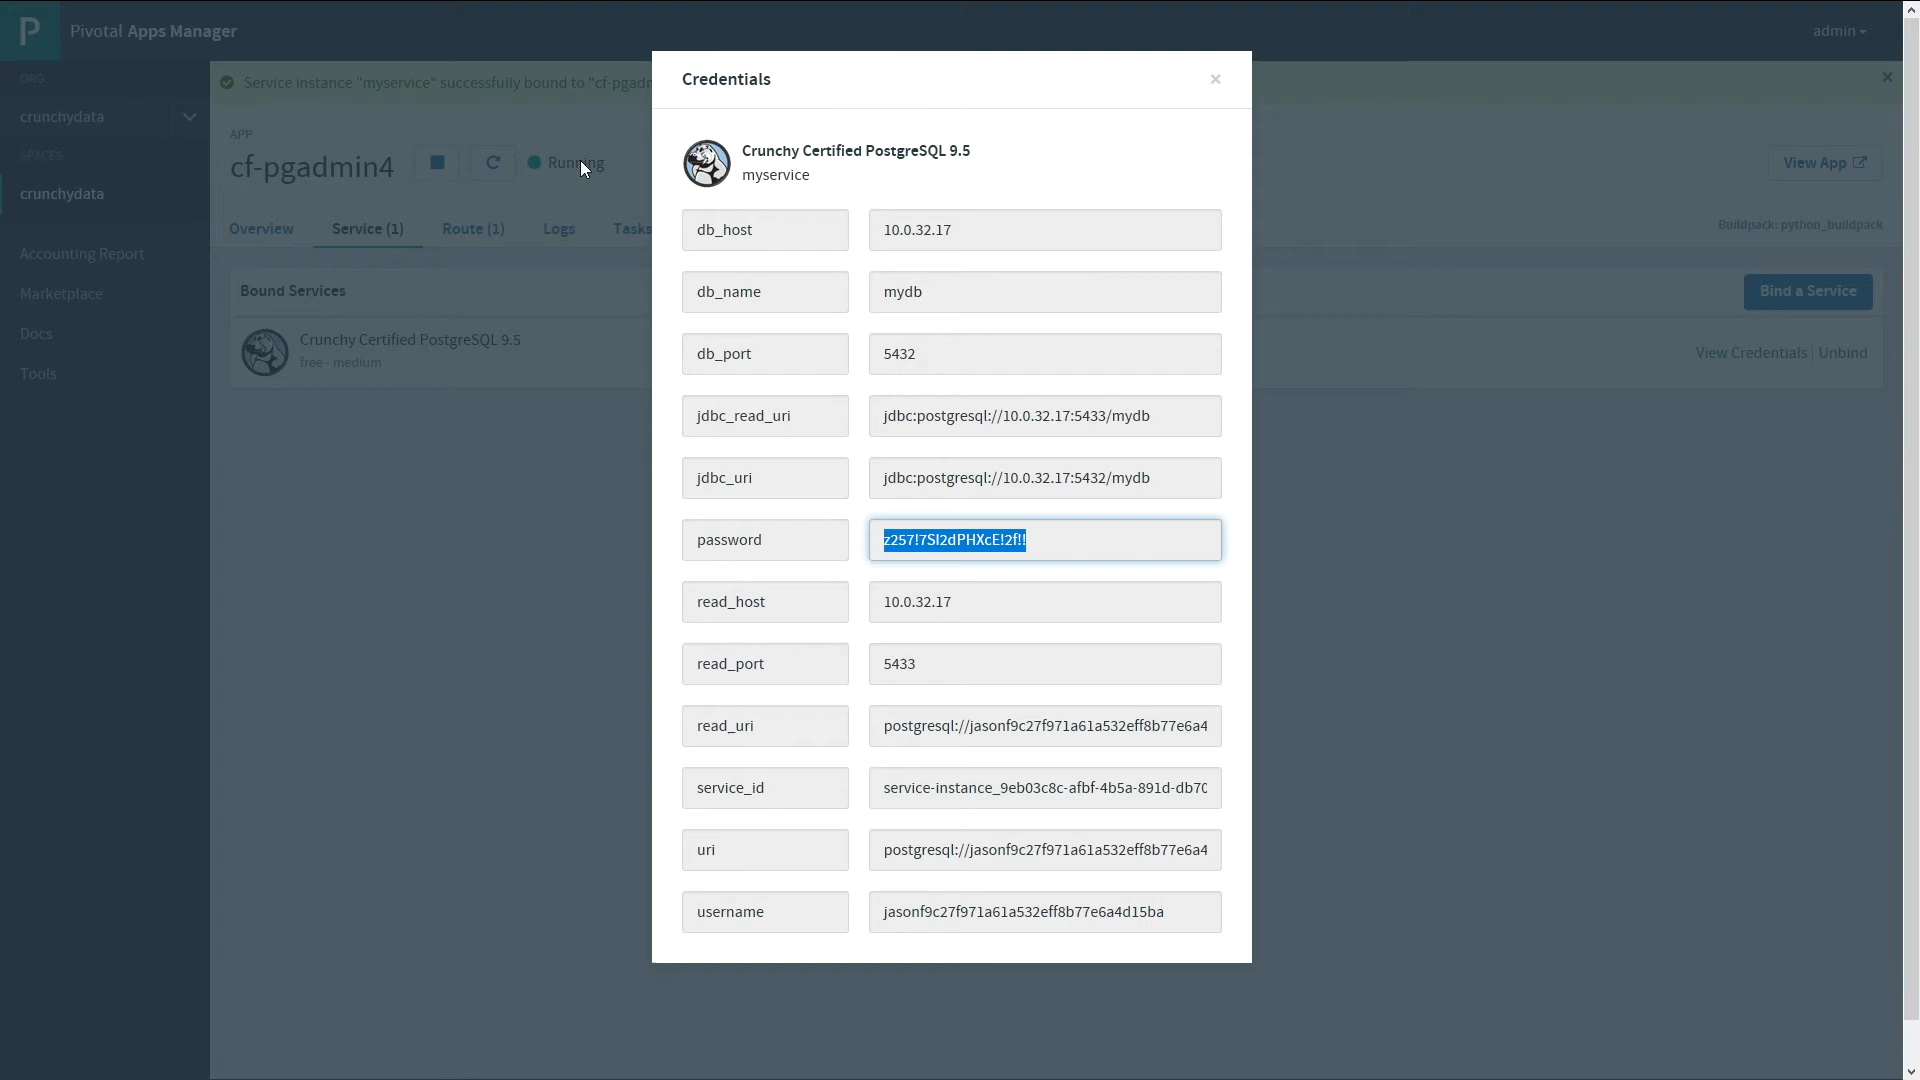 P
Pivotal Apps Manager
admin
ORG
crunchydata
SPACES
crunchydata
Accounting Report
Marketplace
Docs
Tools
Service instance "myservice" successfully bound to "cf-pgadm
APP
cf-pgadmin4
Running
View App
Overview
Service (1)
Route (1)
Logs
Tasks
Buildpack: python_buildpack
Bound Services
Bind a Service
Crunchy Certified PostgreSQL 9.5
free - medium
View Credentials | Unbind
Credentials
×
Crunchy Certified PostgreSQL 9.5
myservice
db_host 10.0.32.17
db_name mydb
db_port 5432
jdbc_read_uri jdbc:postgresql://10.0.32.17:5433/mydb
jdbc_uri jdbc:postgresql://10.0.32.17:5432/mydb
password z257!7SI2dPHXcE!2f!!
read_host 10.0.32.17
read_port 5433
read_uri postgresql://jasonf9c27f971a61a532eff8b77e6a4
service_id service-instance_9eb03c8c-afbf-4b5a-891d-db70
uri postgresql://jasonf9c27f971a61a532eff8b77e6a4
username jasonf9c27f971a61a532eff8b77e6a4d15ba